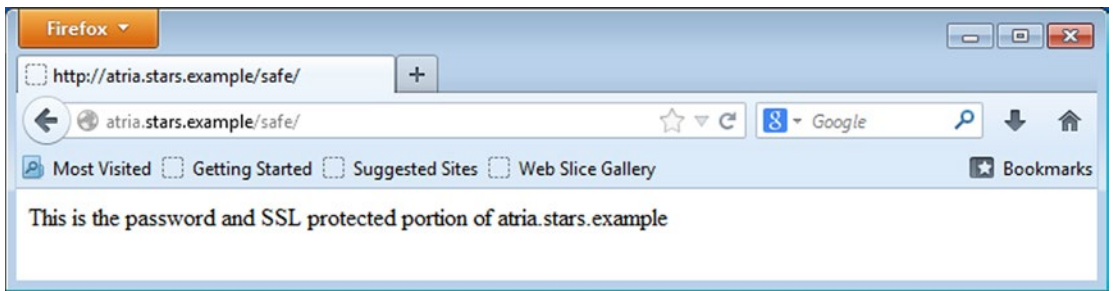 Firefox
http://atria.stars.example/safe/
atria.stars.example/safe/ 8 Google
Most Visited Getting Started Suggested Sites Web Slice Gallery Bookmarks
This is the password and SSL protected portion of atria.stars.example